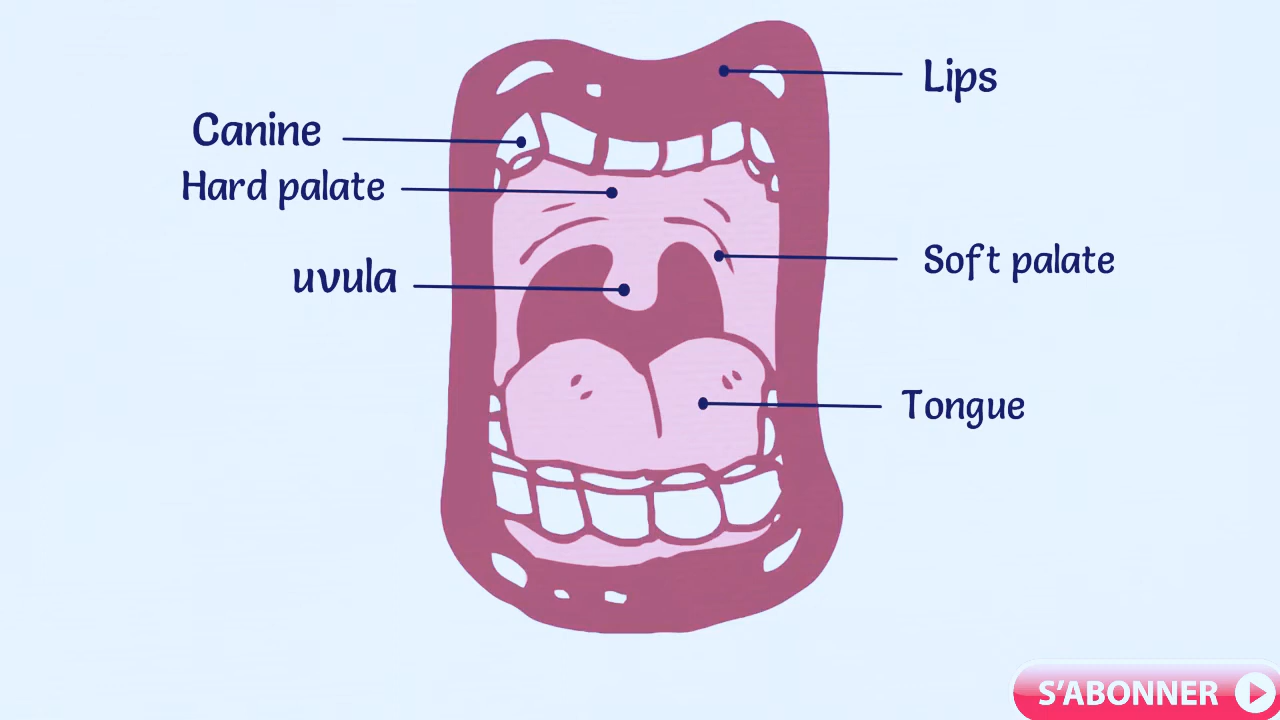 Lips
Canine
Hard palate
Soft palate
uvula
Tongue
S'ABONNER